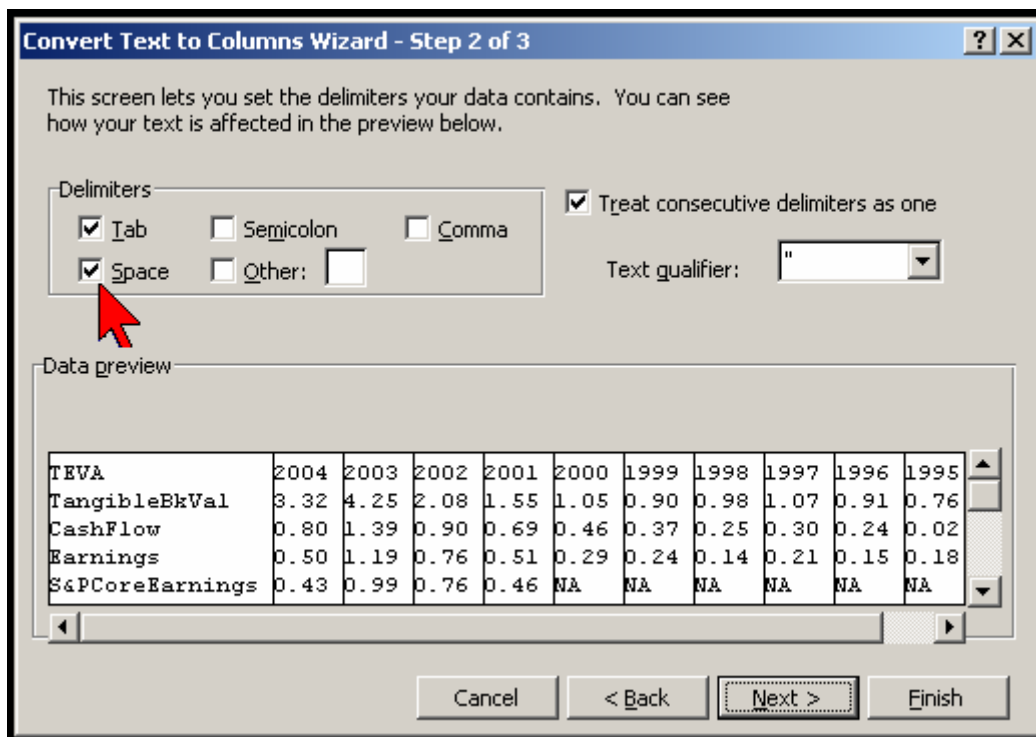 Convert Text to Columns Wizard - Step 2 of 3
This screen lets you set the delimiters your data contains. You can see
how your text is affected in the preview below.
Delimiters
Tab Semicolon Comma
Space Other:
Treat consecutive delimiters as one
Text qualifier: "
Data preview
TEVA 2004 2003 2002 2001 2000 1999 1998 1997 1996 1995
TangibleBkVal 3.32 4.25 2.08 1.55 1.05 0.90 0.98 1.07 0.91 0.76
CashFlow 0.80 1.39 0.90 0.69 0.46 0.37 0.25 0.30 0.24 0.02
Earnings 0.50 1.19 0.76 0.51 0.29 0.24 0.14 0.21 0.15 0.18
S&PCoreEarnings 0.43 0.99 0.76 0.46 NA NA NA NA NA NA
Cancel < Back Next > Finish